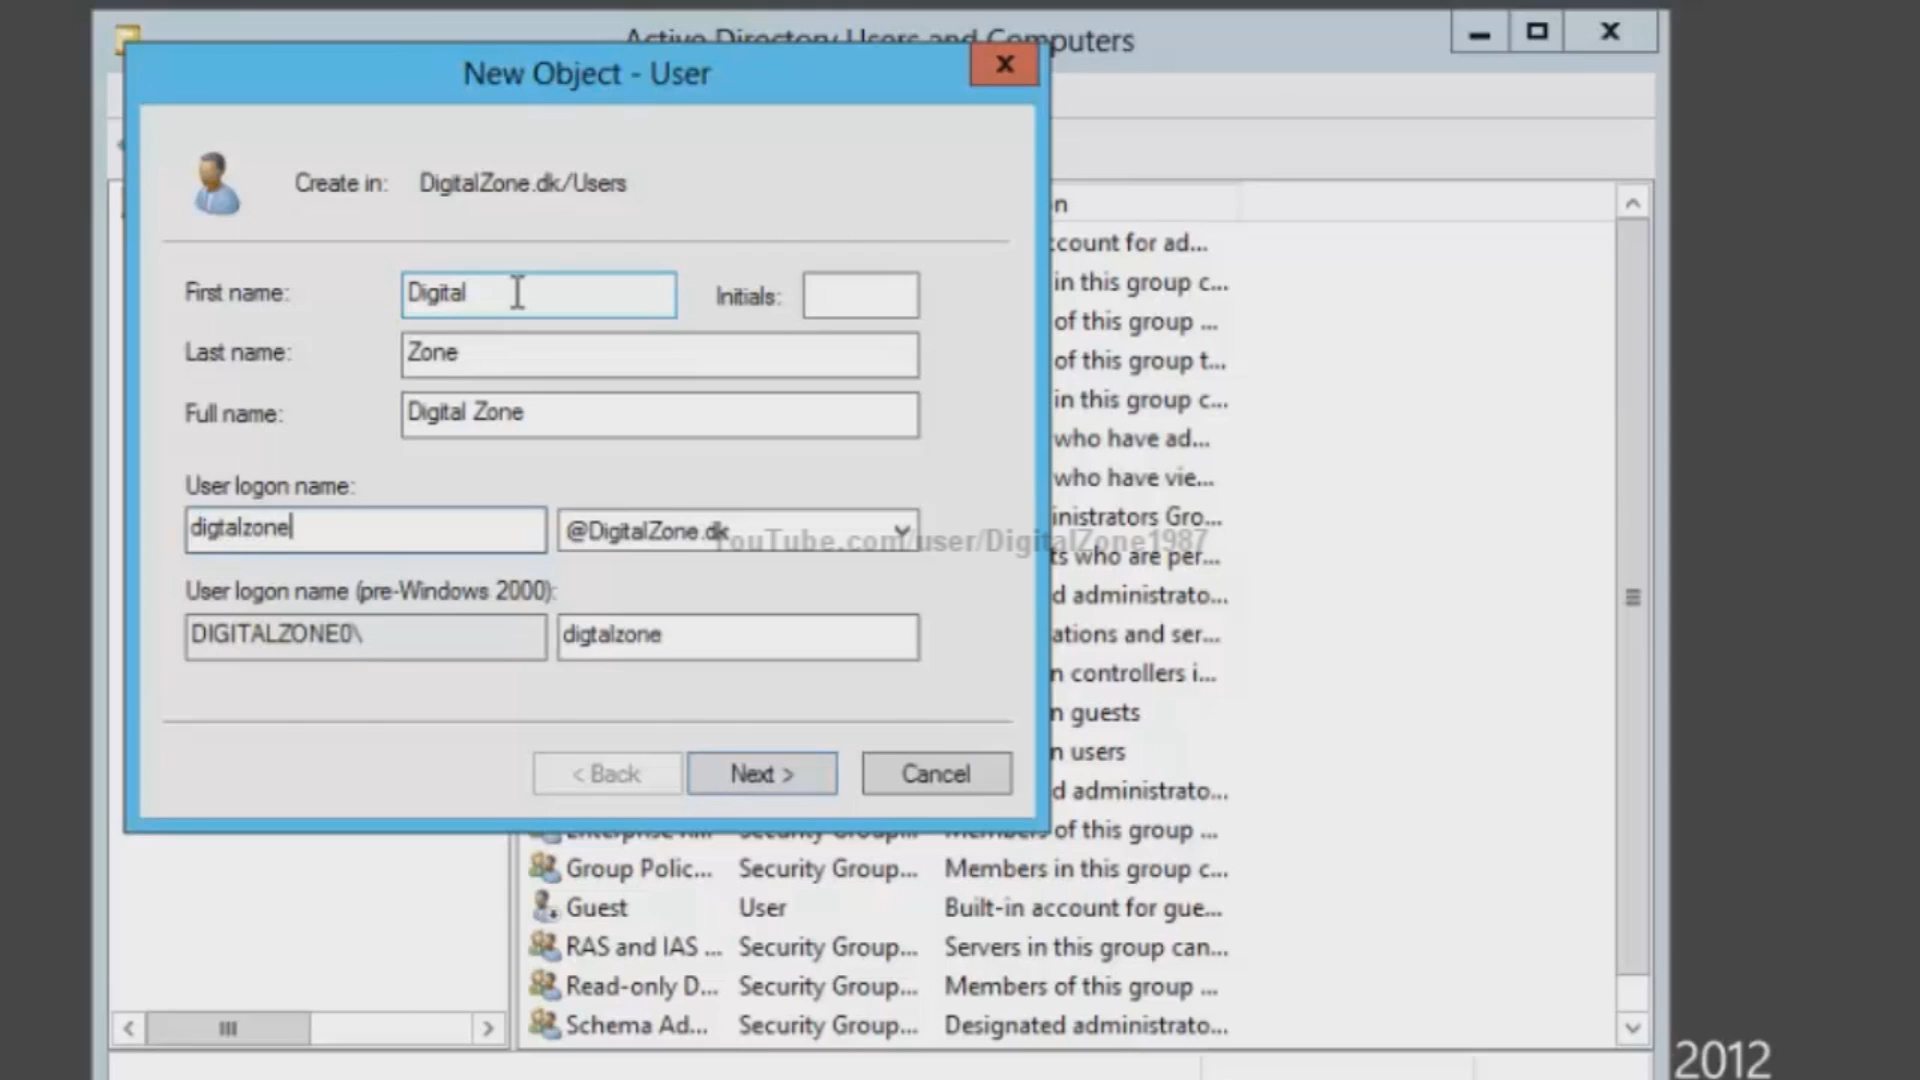 Active Directory Users and Computers
New Object - User
X
X
Create in: DigitalZone.dk/Users
First name: Digital Initials:
Last name: Zone
Full name: Digital Zone
User logon name:
digtalzone @DigitalZone.dk
YouTube.com/user/DigitalZone1987
User logon name (pre-Windows 2000):
DIGITALZONE0\ digtalzone
< Back Next > Cancel
n
count for ad...
in this group c...
of this group ...
of this group t...
in this group c...
who have ad...
who have vie...
inistrators Gro...
ts who are per...
d administrato...
ations and ser...
n controllers i...
n guests
n users
d administrato...
of this group ...
Group Polic... Security Group... Members in this group c...
Guest User Built-in account for gue...
RAS and IAS ... Security Group... Servers in this group can...
Read-only D... Security Group... Members of this group ...
Schema Ad... Security Group... Designated administrato...
2012